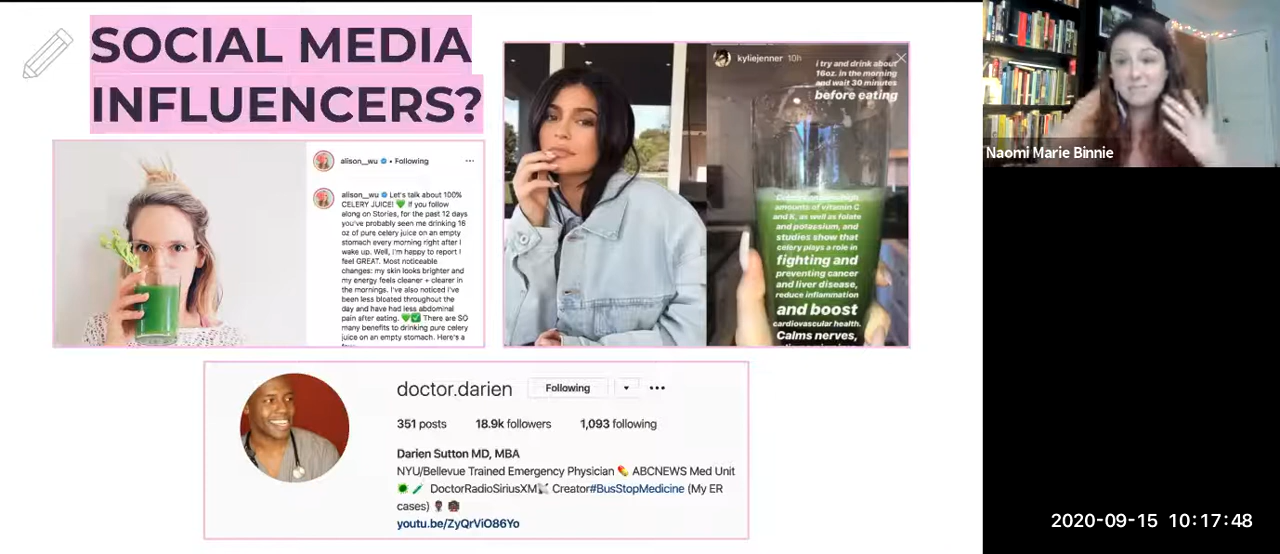 SOCIAL MEDIA
INFLUENCERS?
alison__wu • Following
alison__wu Let's talk about 100%
CELERY JUICE! 💚 If you follow
along on Stories, for the past 12 days
you've probably seen me drinking 16
oz of pure celery juice on an empty
stomach every morning right after I
wake up. Well, I'm happy to report I
feel GREAT. Most noticeable
changes: my skin looks brighter and
my energy feels cleaner + clearer in
the mornings. I've also noticed I've
been less bloated throughout the
day and have had less abdominal
pain after eating. 💚✅ There are SO
many benefits to drinking pure celery
juice on an empty stomach. Here's a
kyliejenner 10h
i try and drink about
16oz. in the morning
and wait 30 minutes
before eating
amounts of vitamin C
and K, as well as folate
and potassium, and
studies show that
celery plays a role in
fighting and
preventing cancer
and liver disease,
reduce inflammation
and boost
cardiovascular health.
Calms nerves,
doctor.darien Following
351 posts 18.9k followers 1,093 following
Darien Sutton MD, MBA
NYU/Bellevue Trained Emergency Physician 💊 ABCNEWS Med Unit
DoctorRadioSiriusXM Creator#BusStopMedicine (My ER
cases)
youtu.be/ZyQrViO86Yo
Naomi Marie Binnie
2020-09-15 10:17:48